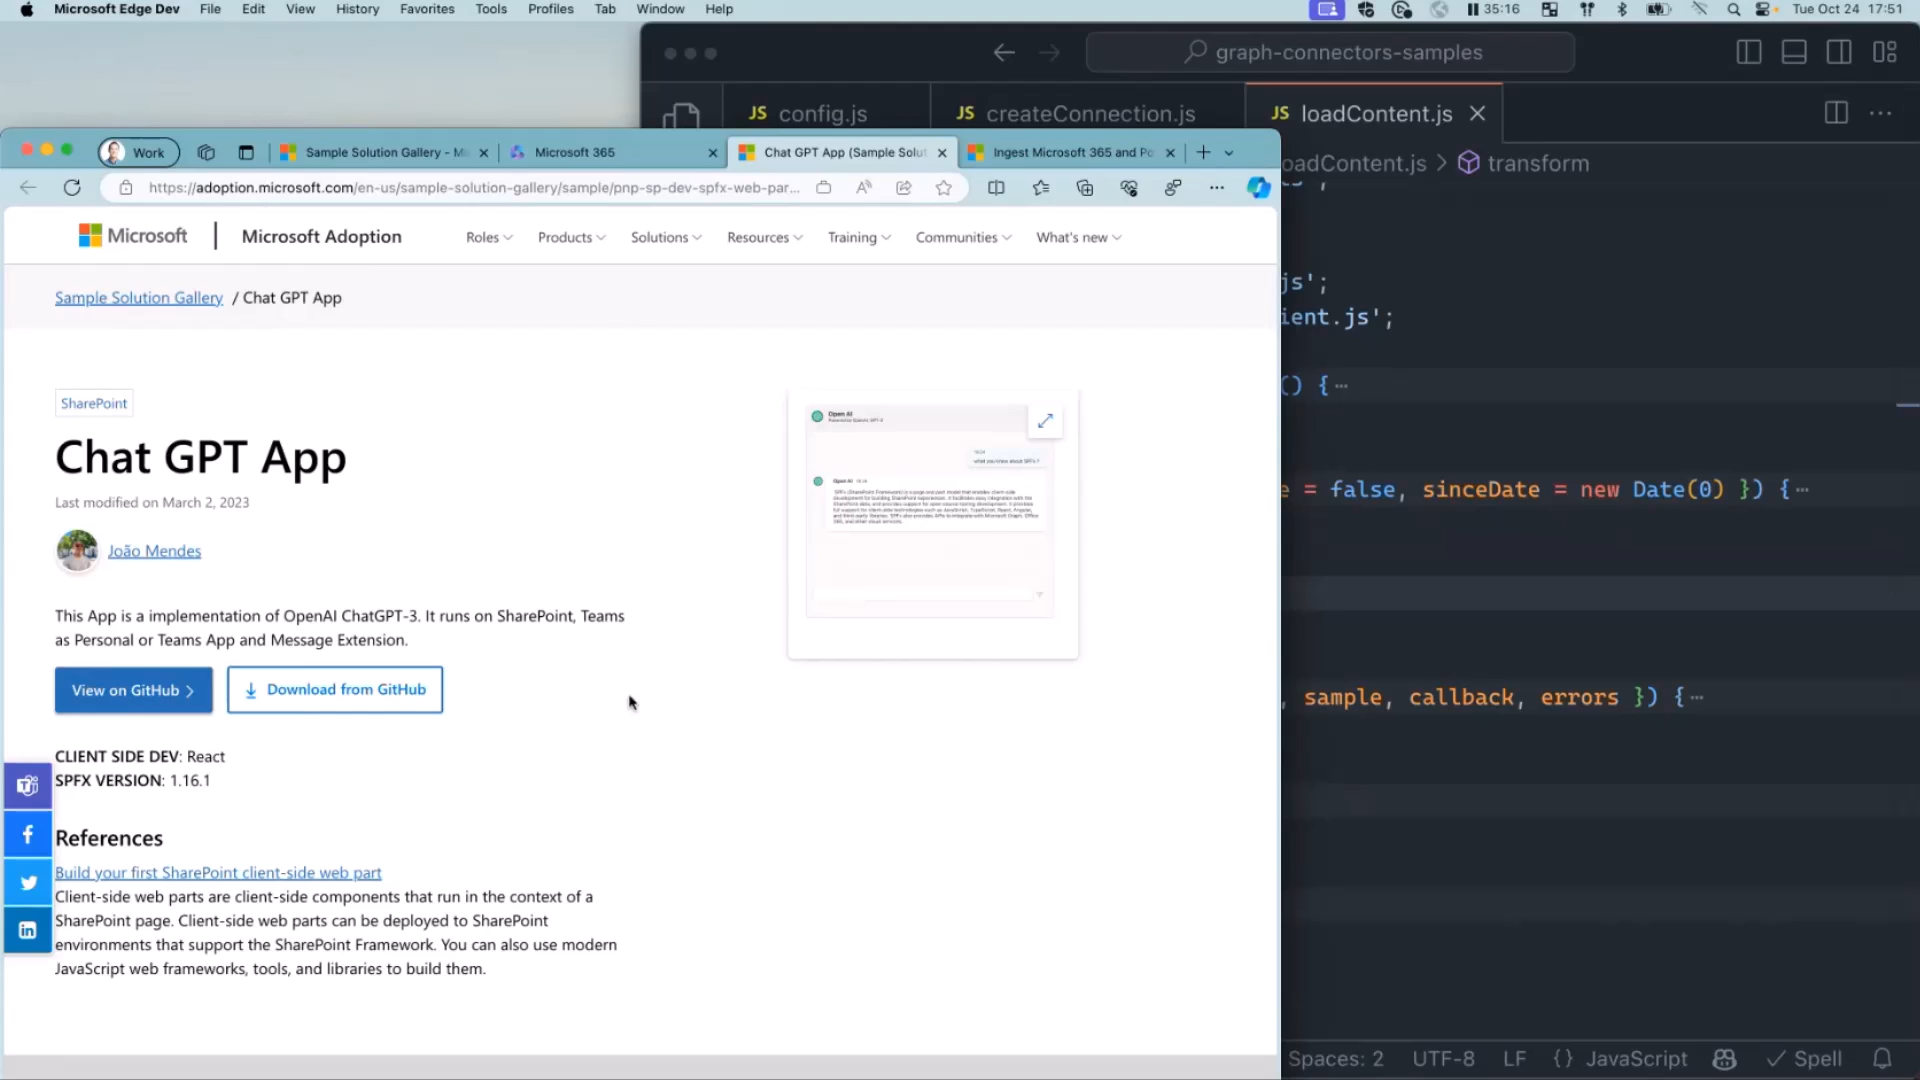 Microsoft Edge Dev File Edit View History Favorites Tools Profiles Tab Window Help
35:16 Tue Oct 24 17:51
graph-connectors-samples
JS config.js JS createConnection.js JS loadContent.js
Work Sample Solution Gallery - Mi Microsoft 365 Chat GPT App (Sample Solut Ingest Microsoft 365 and Po
oadContent.js > transform
https://adoption.microsoft.com/en-us/sample-solution-gallery/sample/pnp-sp-dev-spfx-web-par...
Microsoft | Microsoft Adoption Roles Products Solutions Resources Training Communities What's new
Sample Solution Gallery / Chat GPT App
js';
ient.js';
() {…
e = false, sinceDate = new Date(0) }) {…
, sample, callback, errors }) {…
SharePoint
Chat GPT App
Last modified on March 2, 2023
João Mendes
This App is a implementation of OpenAI ChatGPT-3. It runs on SharePoint, Teams
as Personal or Teams App and Message Extension.
View on GitHub > Download from GitHub
CLIENT SIDE DEV: React
SPFX VERSION: 1.16.1
References
Build your first SharePoint client-side web part
Client-side web parts are client-side components that run in the context of a
SharePoint page. Client-side web parts can be deployed to SharePoint
environments that support the SharePoint Framework. You can also use modern
JavaScript web frameworks, tools, and libraries to build them.
Open AI
what you know about SPFx ?
Open AI
Spaces: 2 UTF-8 LF {} JavaScript Spell